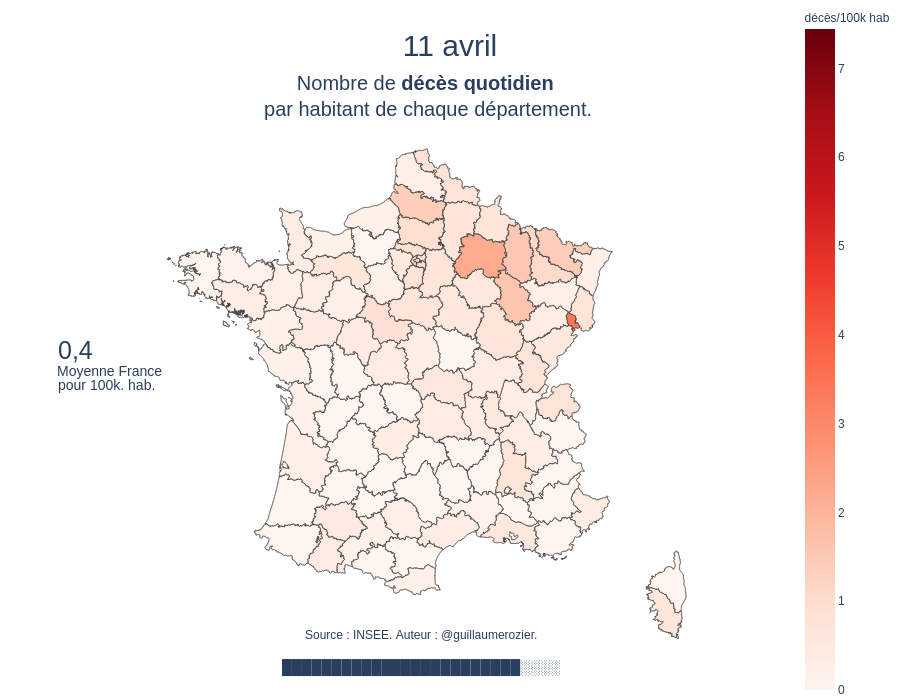 décès/100k hab
11 avril
Nombre de décès quotidien
par habitant de chaque département.
7
6
5
4
3
2
1
0
0,4
Moyenne France
pour 100k. hab.
Source : INSEE. Auteur : @guillaumerozier.